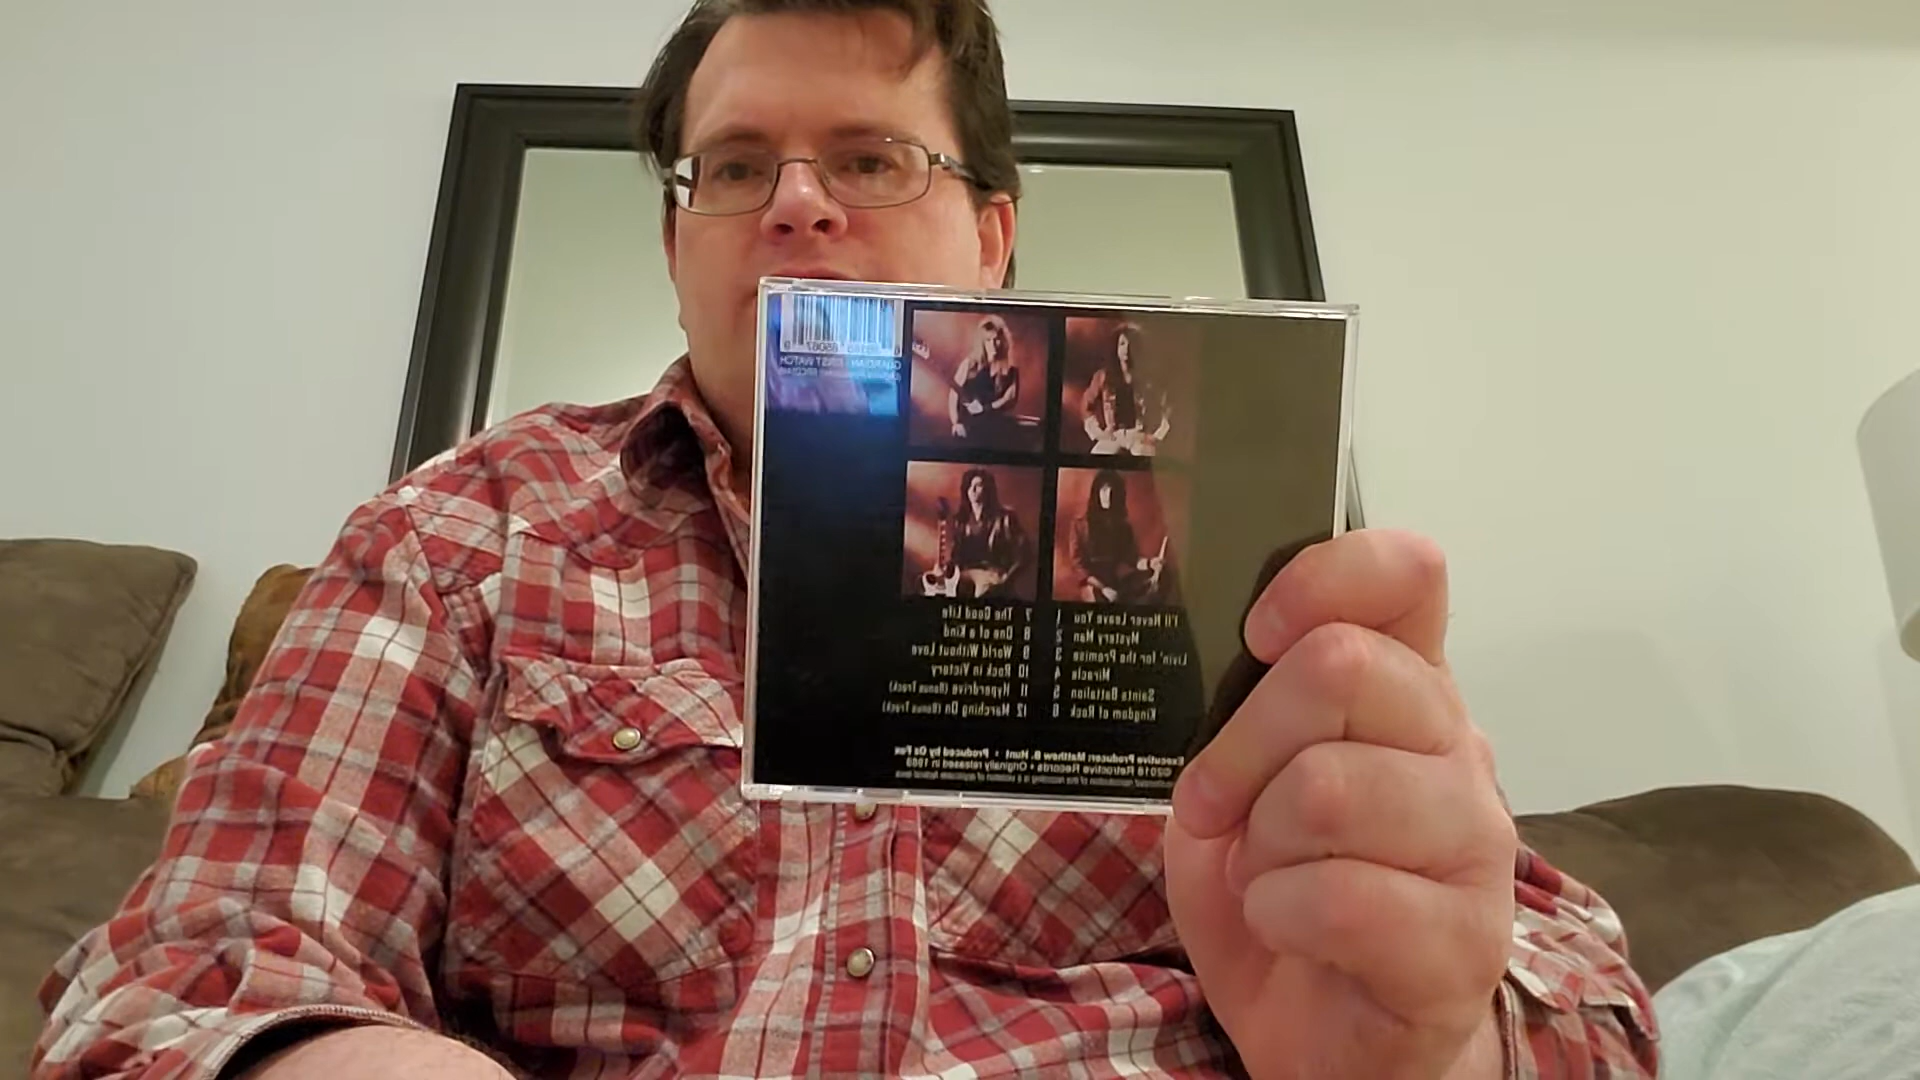 GUARDIAN - FIRST WATCH
I'll Never Leave You 1
Mystery Man 2
Livin' for the Promise 3
Miracle 4
Saints Battalion 5
Kingdom of Rock 6
7 The Good Life
8 One of a Kind
9 World Without Love
10 Rock in Victory
11 Hyperdrive (Bonus Track)
12 Marching On (Bonus Track)
Executive Producer: Matthew B. Hunt • Produced by Oz Fox
©2018 Retroactive Records • Originally released in 1989